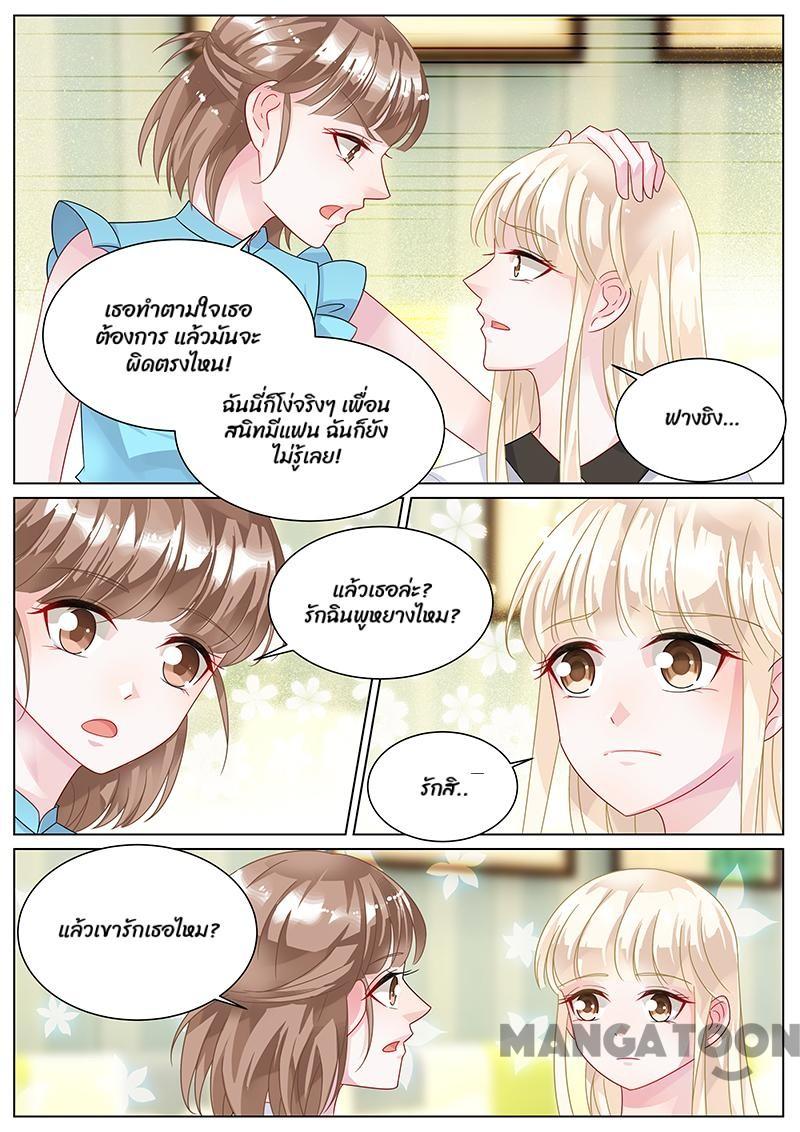 เธอทำตามใจเธอ
ต้องการ แล้วมันจะ
ผิดตรงไหน!
ฉันนี่ก็โง่จริงๆ เพื่อน
สนิทมีแฟน ฉันก็ยัง
ไม่รู้เลย!
ฟางชิง...
แล้วเธอล่ะ?
รักฉินพูหยางไหม?
รักสิ..
แล้วเขารักเธอไหม?
MANGATOON